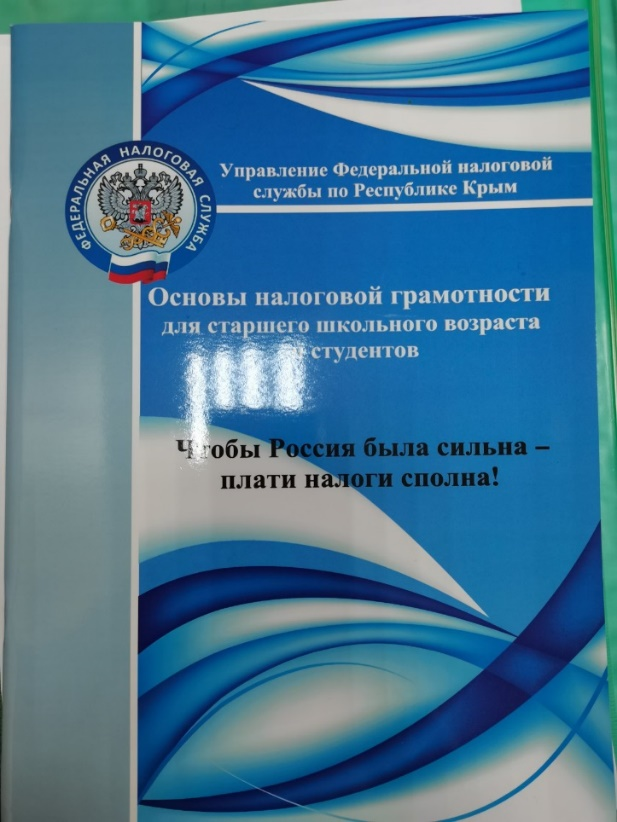 ФЕДЕРАЛЬНАЯ НАЛОГОВАЯ СЛУЖБА
Управление Федеральной налоговой
службы по Республике Крым
Основы налоговой грамотности
для старшего школьного возраста
студентов
Чтобы Россия была сильна –
плати налоги сполна!